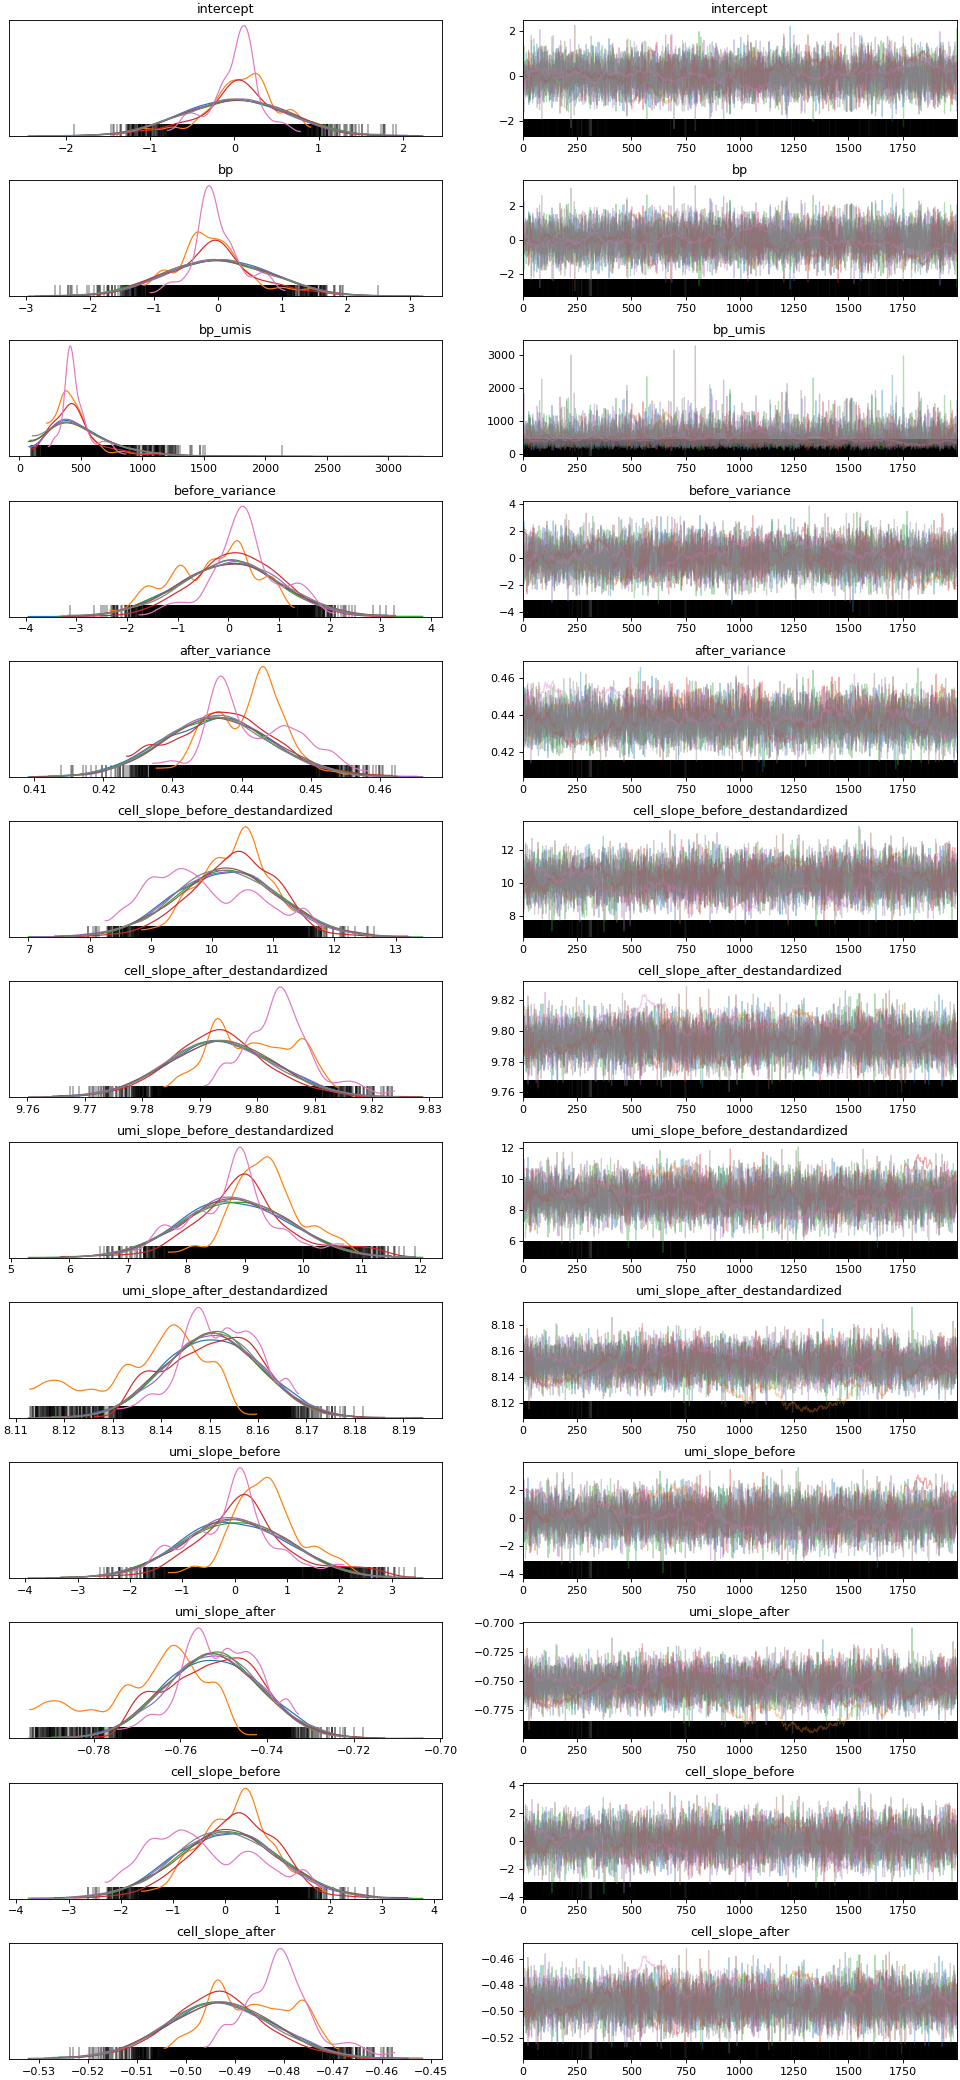 intercept intercept
2
0
−2
−2 −1 0 1 2 0 250 500 750 1000 1250 1500 1750
bp bp
2
0
−2
−3 −2 −1 0 1 2 3 0 250 500 750 1000 1250 1500 1750
bp_umis bp_umis
3000
2000
1000
0
0 500 1000 1500 2000 2500 3000 0 250 500 750 1000 1250 1500 1750
before_variance before_variance
4
2
0
−2
−4
−4 −3 −2 −1 0 1 2 3 4 0 250 500 750 1000 1250 1500 1750
after_variance after_variance
0.46
0.44
0.42
0.41 0.42 0.43 0.44 0.45 0.46 0 250 500 750 1000 1250 1500 1750
cell_slope_before_destandardized cell_slope_before_destandardized
12
10
8
7 8 9 10 11 12 13 0 250 500 750 1000 1250 1500 1750
cell_slope_after_destandardized cell_slope_after_destandardized
9.82
9.80
9.78
9.76
9.76 9.77 9.78 9.79 9.80 9.81 9.82 9.83 0 250 500 750 1000 1250 1500 1750
umi_slope_before_destandardized umi_slope_before_destandardized
12
10
8
6
5 6 7 8 9 10 11 12 0 250 500 750 1000 1250 1500 1750
umi_slope_after_destandardized umi_slope_after_destandardized
8.18
8.16
8.14
8.12
8.11 8.12 8.13 8.14 8.15 8.16 8.17 8.18 8.19 0 250 500 750 1000 1250 1500 1750
umi_slope_before umi_slope_before
2
0
−2
−4
−4 −3 −2 −1 0 1 2 3 0 250 500 750 1000 1250 1500 1750
umi_slope_after umi_slope_after
−0.700
−0.725
−0.750
−0.775
−0.78 −0.76 −0.74 −0.72 −0.70 0 250 500 750 1000 1250 1500 1750
cell_slope_before cell_slope_before
4
2
0
−2
−4
−4 −3 −2 −1 0 1 2 3 4 0 250 500 750 1000 1250 1500 1750
cell_slope_after cell_slope_after
−0.46
−0.48
−0.50
−0.52
−0.53 −0.52 −0.51 −0.50 −0.49 −0.48 −0.47 −0.46 −0.45 0 250 500 750 1000 1250 1500 1750